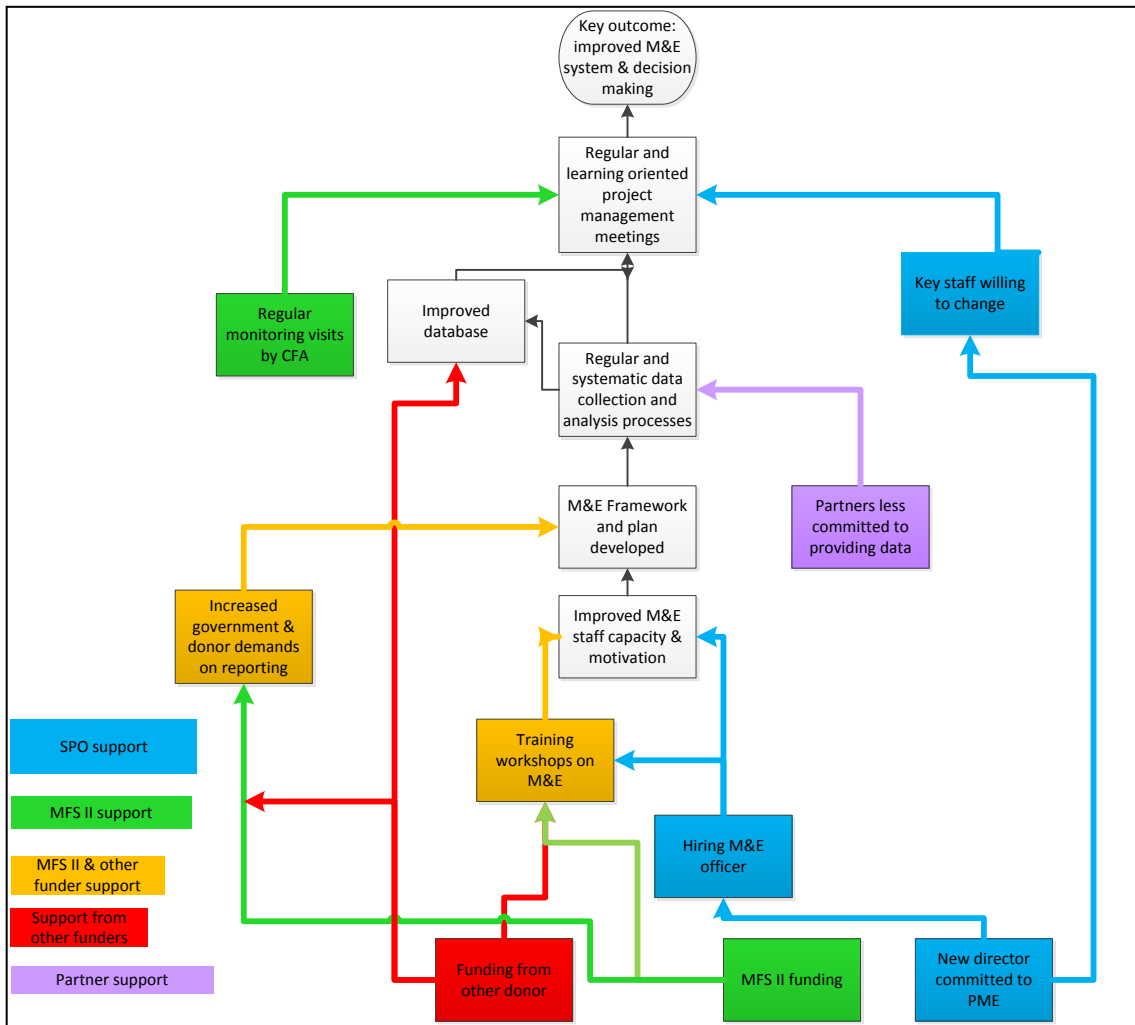 Key outcome:
improved M&E
system & decision
making
Regular and
learning oriented
project
management
meetings
Key staff willing
to change
Improved
database
Regular
monitoring visits
by CFA
Regular and
systematic data
collection and
analysis processes
M&E Framework
and plan
developed
Partners less
committed to
providing data
Increased
government &
donor demands
on reporting
Improved M&E
staff capacity &
motivation
Training
workshops on
M&E
Hiring M&E
officer
Funding from
other donor
MFS II funding
New director
committed to
PME
SPO support
MFS II support
MFS II & other
funder support
Support from
other funders
Partner support